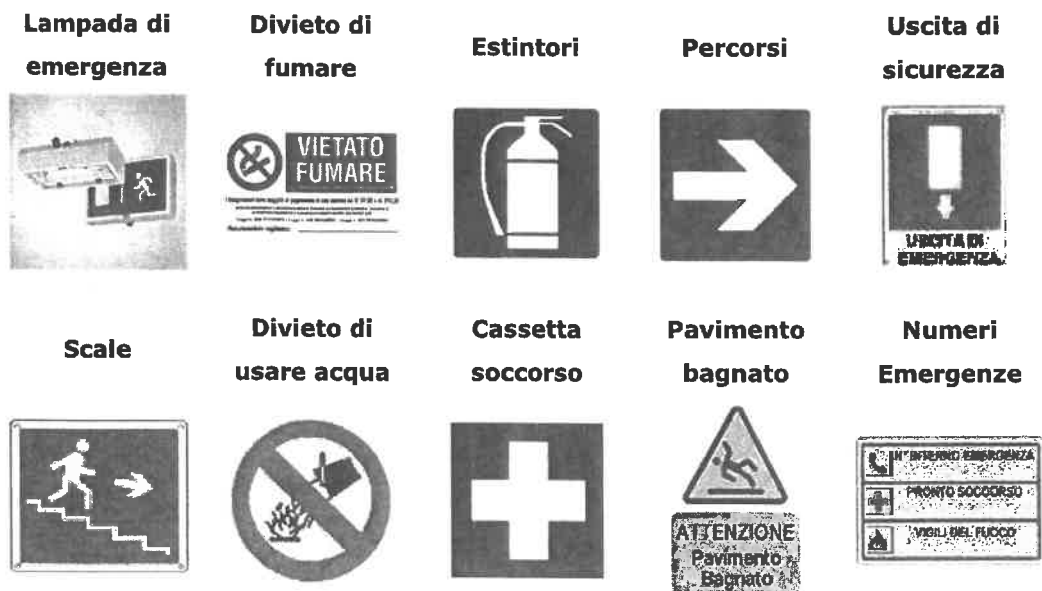 Lampada di
emergenza
Divieto di
fumare
Estintori
Percorsi
Uscita di
sicurezza
VIETATO
FUMARE
USCITA DI
EMERGENZA
Scale
Divieto di
usare acqua
Cassetta
soccorso
Pavimento
bagnato
Numeri
Emergenze
ATTENZIONE
Pavimento
Bagnato
N° INTERNO EMERGENZA
PRONTO SOCCORSO
VIGILI DEL FUOCO